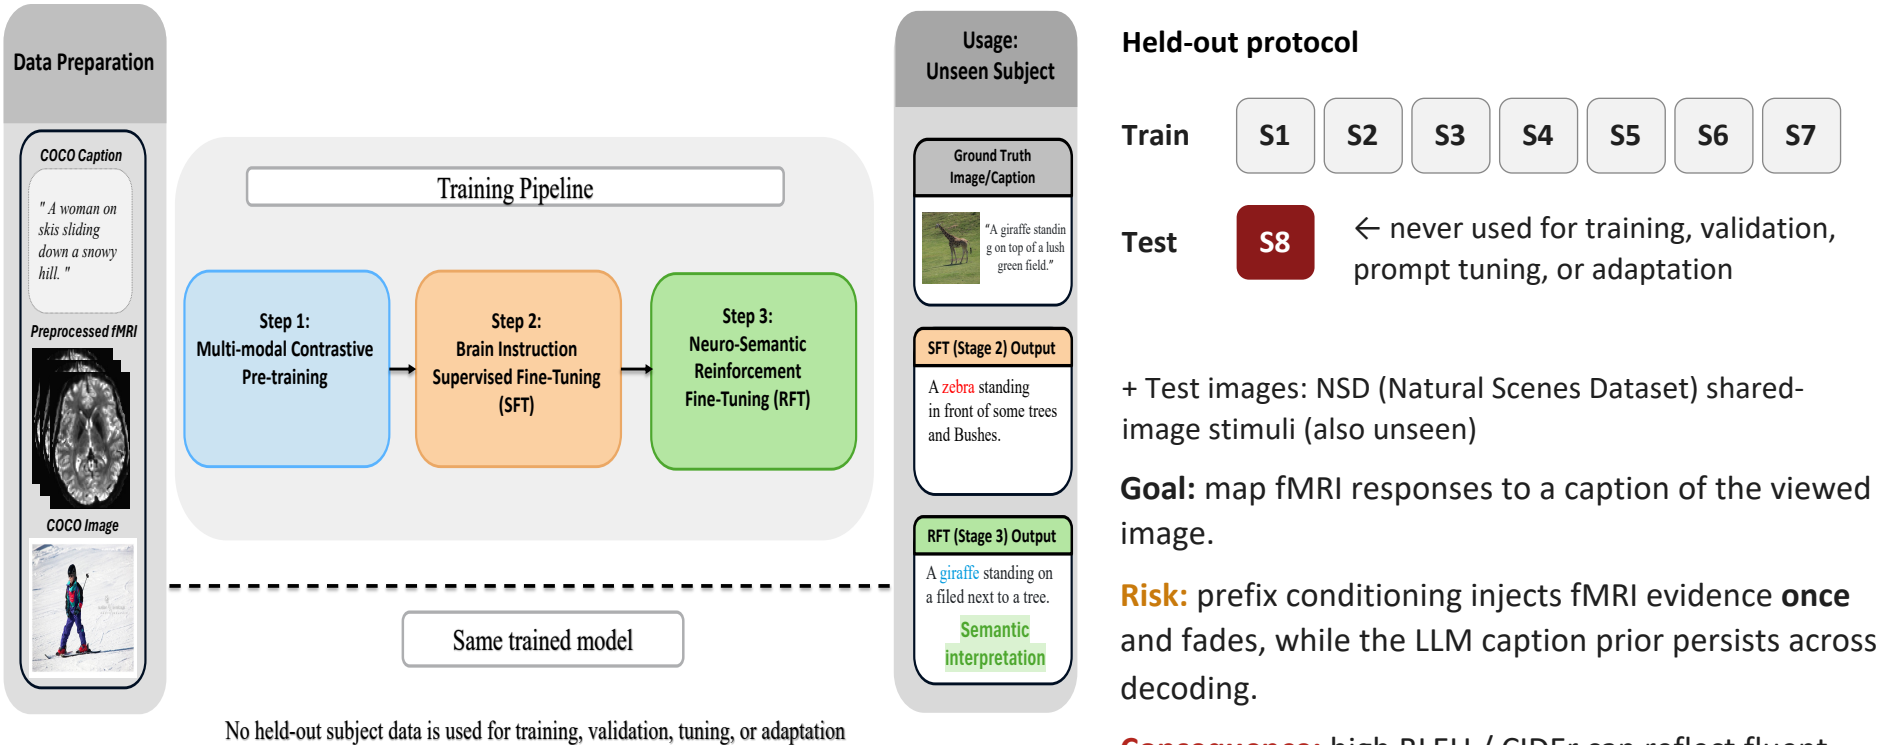 Data Preparation
COCO Caption
" A woman on
skis sliding
down a snowy
hill. "
Preprocessed fMRI
COCO Image
Training Pipeline
Step 1:
Multi-modal Contrastive
Pre-training
Step 2:
Brain Instruction
Supervised Fine-Tuning
(SFT)
Step 3:
Neuro-Semantic
Reinforcement
Fine-Tuning (RFT)
Same trained model
No held-out subject data is used for training, validation, tuning, or adaptation
Usage:
Unseen Subject
Ground Truth
Image/Caption
"A giraffe standin
g on top of a lush
green field."
SFT (Stage 2) Output
A zebra standing
in front of some trees
and Bushes.
RFT (Stage 3) Output
A giraffe standing on
a filed next to a tree.
Semantic
interpretation
Held-out protocol
Train S1 S2 S3 S4 S5 S6 S7
Test S8 ← never used for training, validation,
prompt tuning, or adaptation
+ Test images: NSD (Natural Scenes Dataset) shared-
image stimuli (also unseen)
Goal: map fMRI responses to a caption of the viewed
image.
Risk: prefix conditioning injects fMRI evidence once
and fades, while the LLM caption prior persists across
decoding.
Consequence: high BLEU / CIDEr can reflect fluent